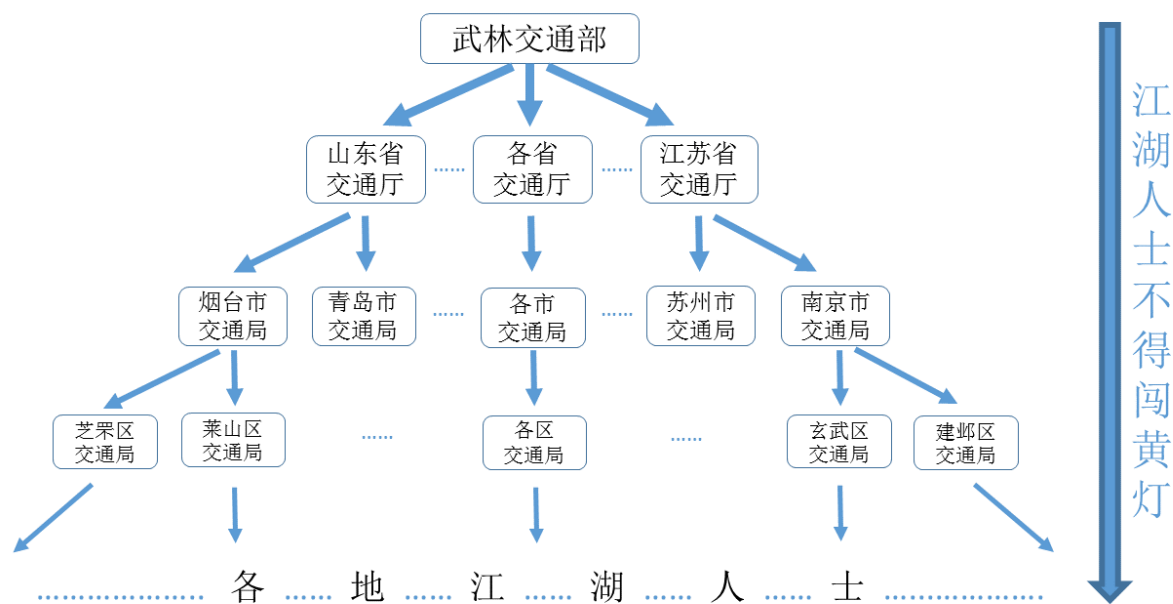 武林交通部
山东省
交通厅
……
各省
交通厅
……
江苏省
交通厅
烟台市
交通局
青岛市
交通局
……
各市
交通局
……
苏州市
交通局
南京市
交通局
芝罘区
交通局
莱山区
交通局
……
各区
交通局
……
玄武区
交通局
建邺区
交通局
………………各……地……江……湖……人……士………………
江湖人士不得闯黄灯